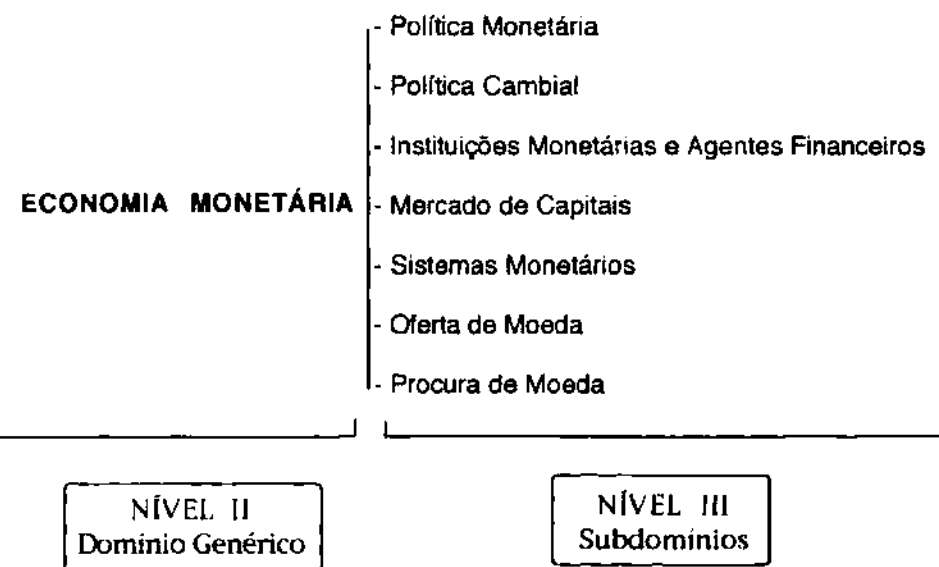 - Política Monetária
- Política Cambial
- Instituições Monetárias e Agentes Financeiros
ECONOMIA MONETÁRIA - Mercado de Capitais
- Sistemas Monetários
- Oferta de Moeda
- Procura de Moeda
NÍVEL II
Domínio Genérico
NÍVEL III
Subdomínios